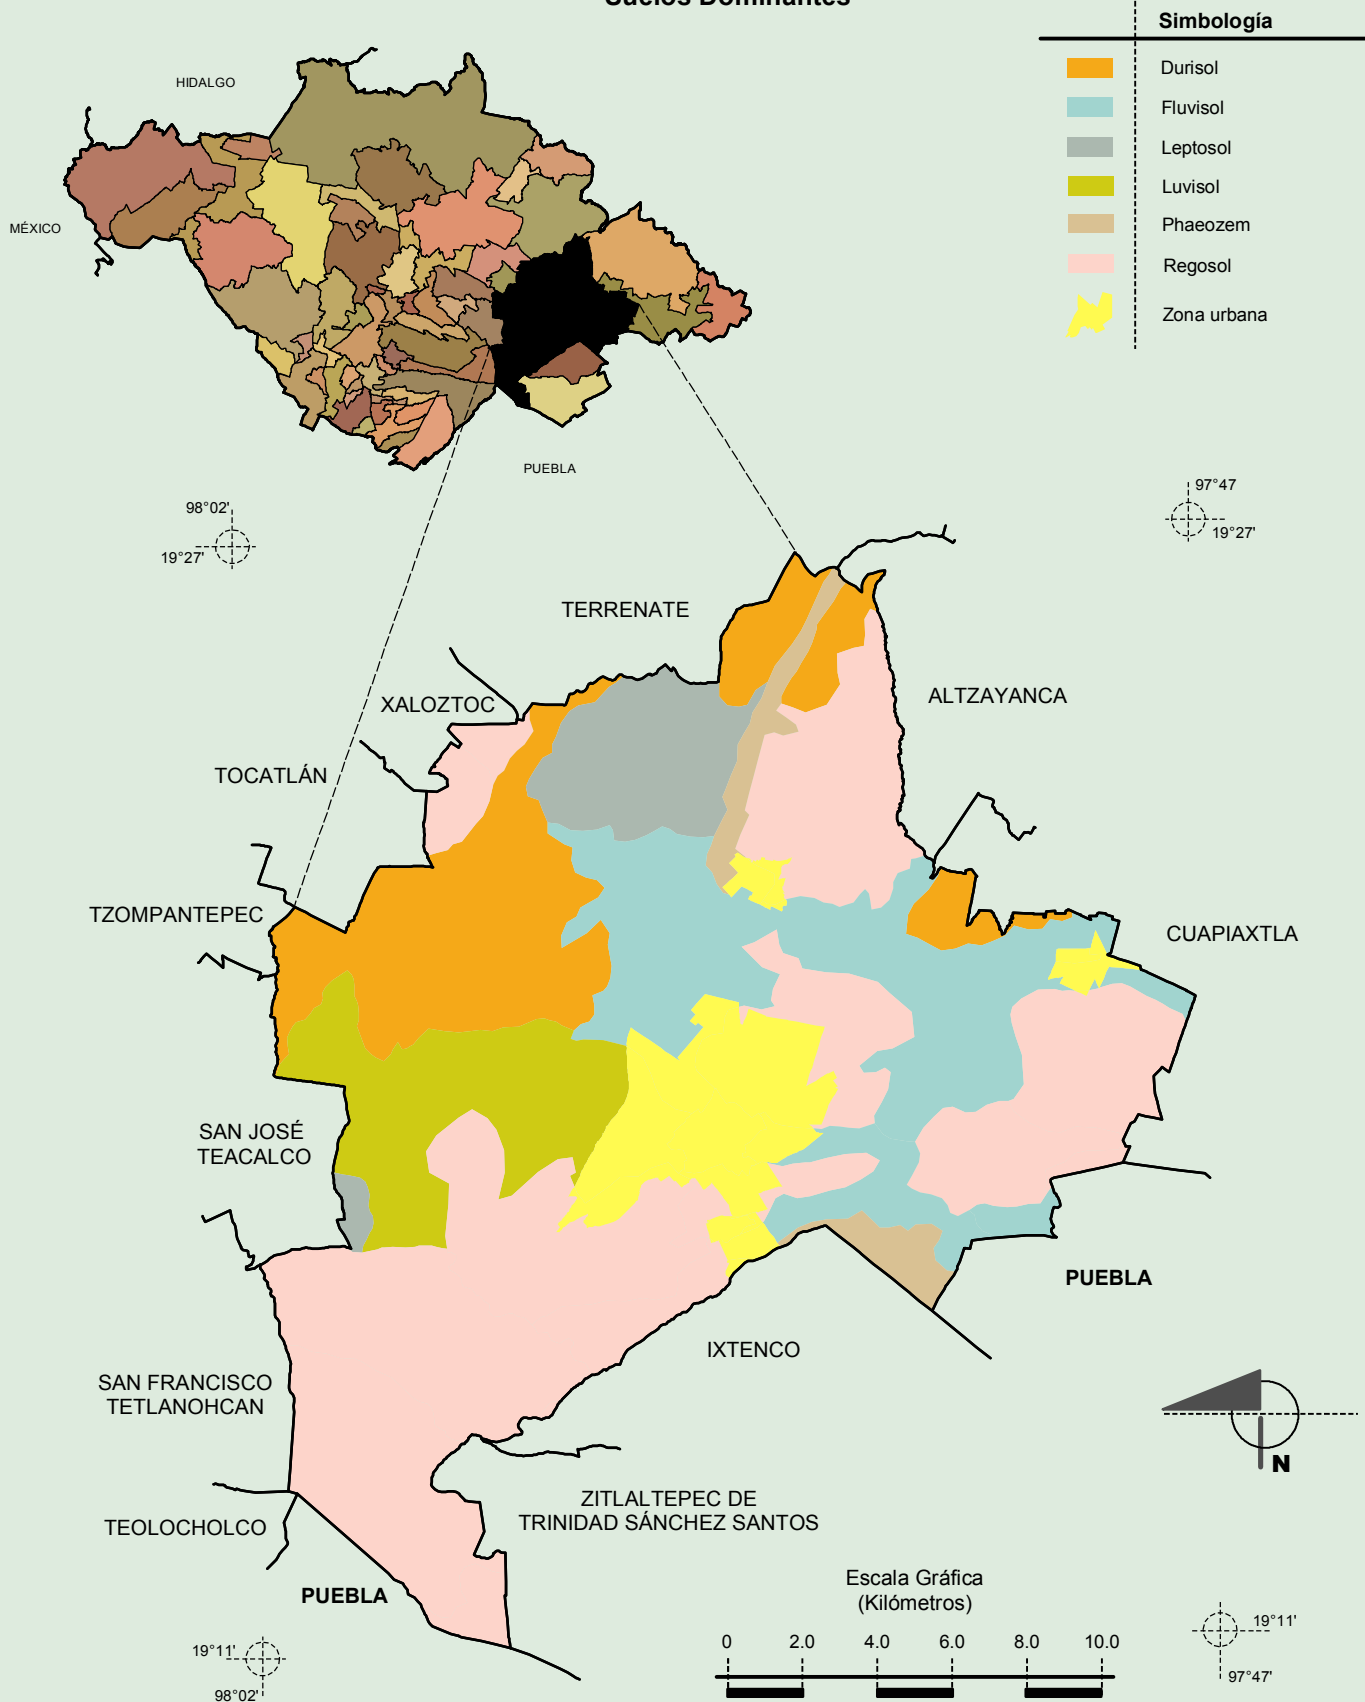 Suelos Dominantes
Simbología
Durisol
Fluvisol
Leptosol
Luvisol
Phaeozem
Regosol
Zona urbana
HIDALGO
MÉXICO
PUEBLA
98°02'
19°27'
97°47
19°27'
TERRENATE
XALOZTOC
ALTZAYANCA
TOCATLÁN
TZOMPANTEPEC
CUAPIAXTLA
SAN JOSÉ
TEACALCO
PUEBLA
IXTENCO
SAN FRANCISCO
TETLANOHCAN
N
ZITLALTEPEC DE
TRINIDAD SÁNCHEZ SANTOS
TEOLOCHOLCO
PUEBLA
Escala Gráfica
(Kilómetros)
0 2.0 4.0 6.0 8.0 10.0
19°11'
98°02'
19°11'
97°47'